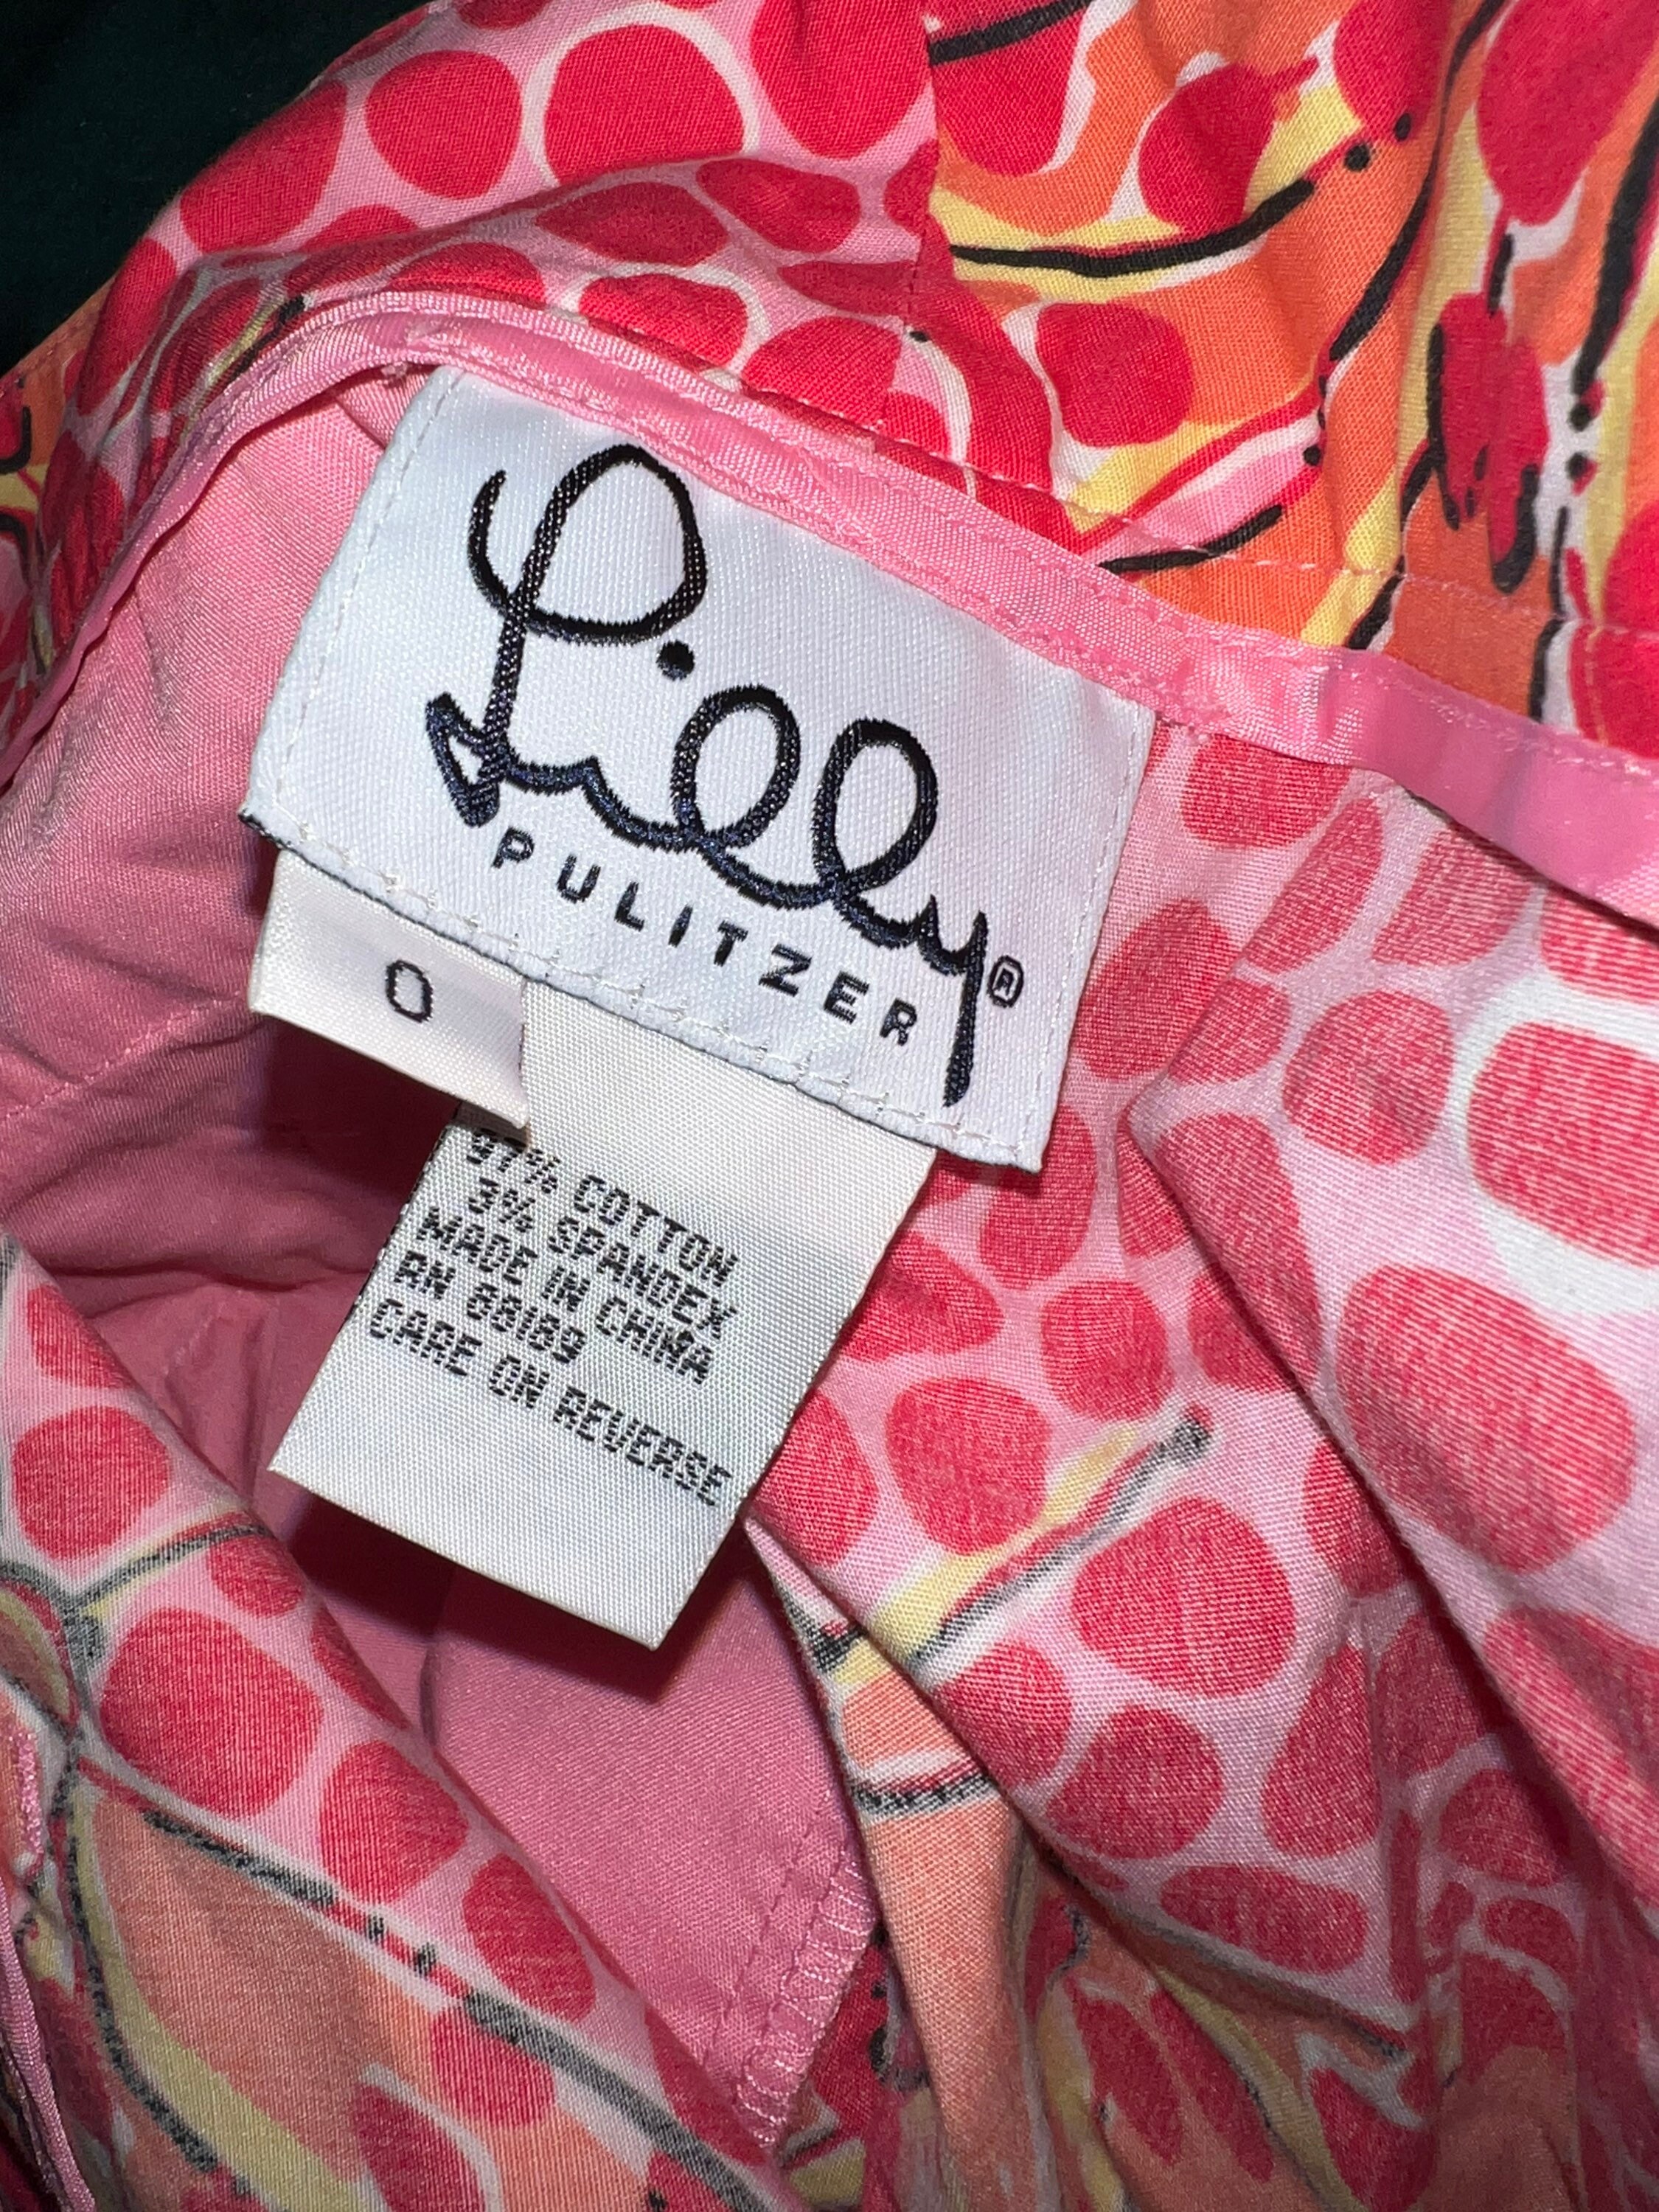 Lilly®
PULITZER
0
97% COTTON
3% SPANDEX
MADE IN CHINA
RN 88189
CARE ON REVERSE